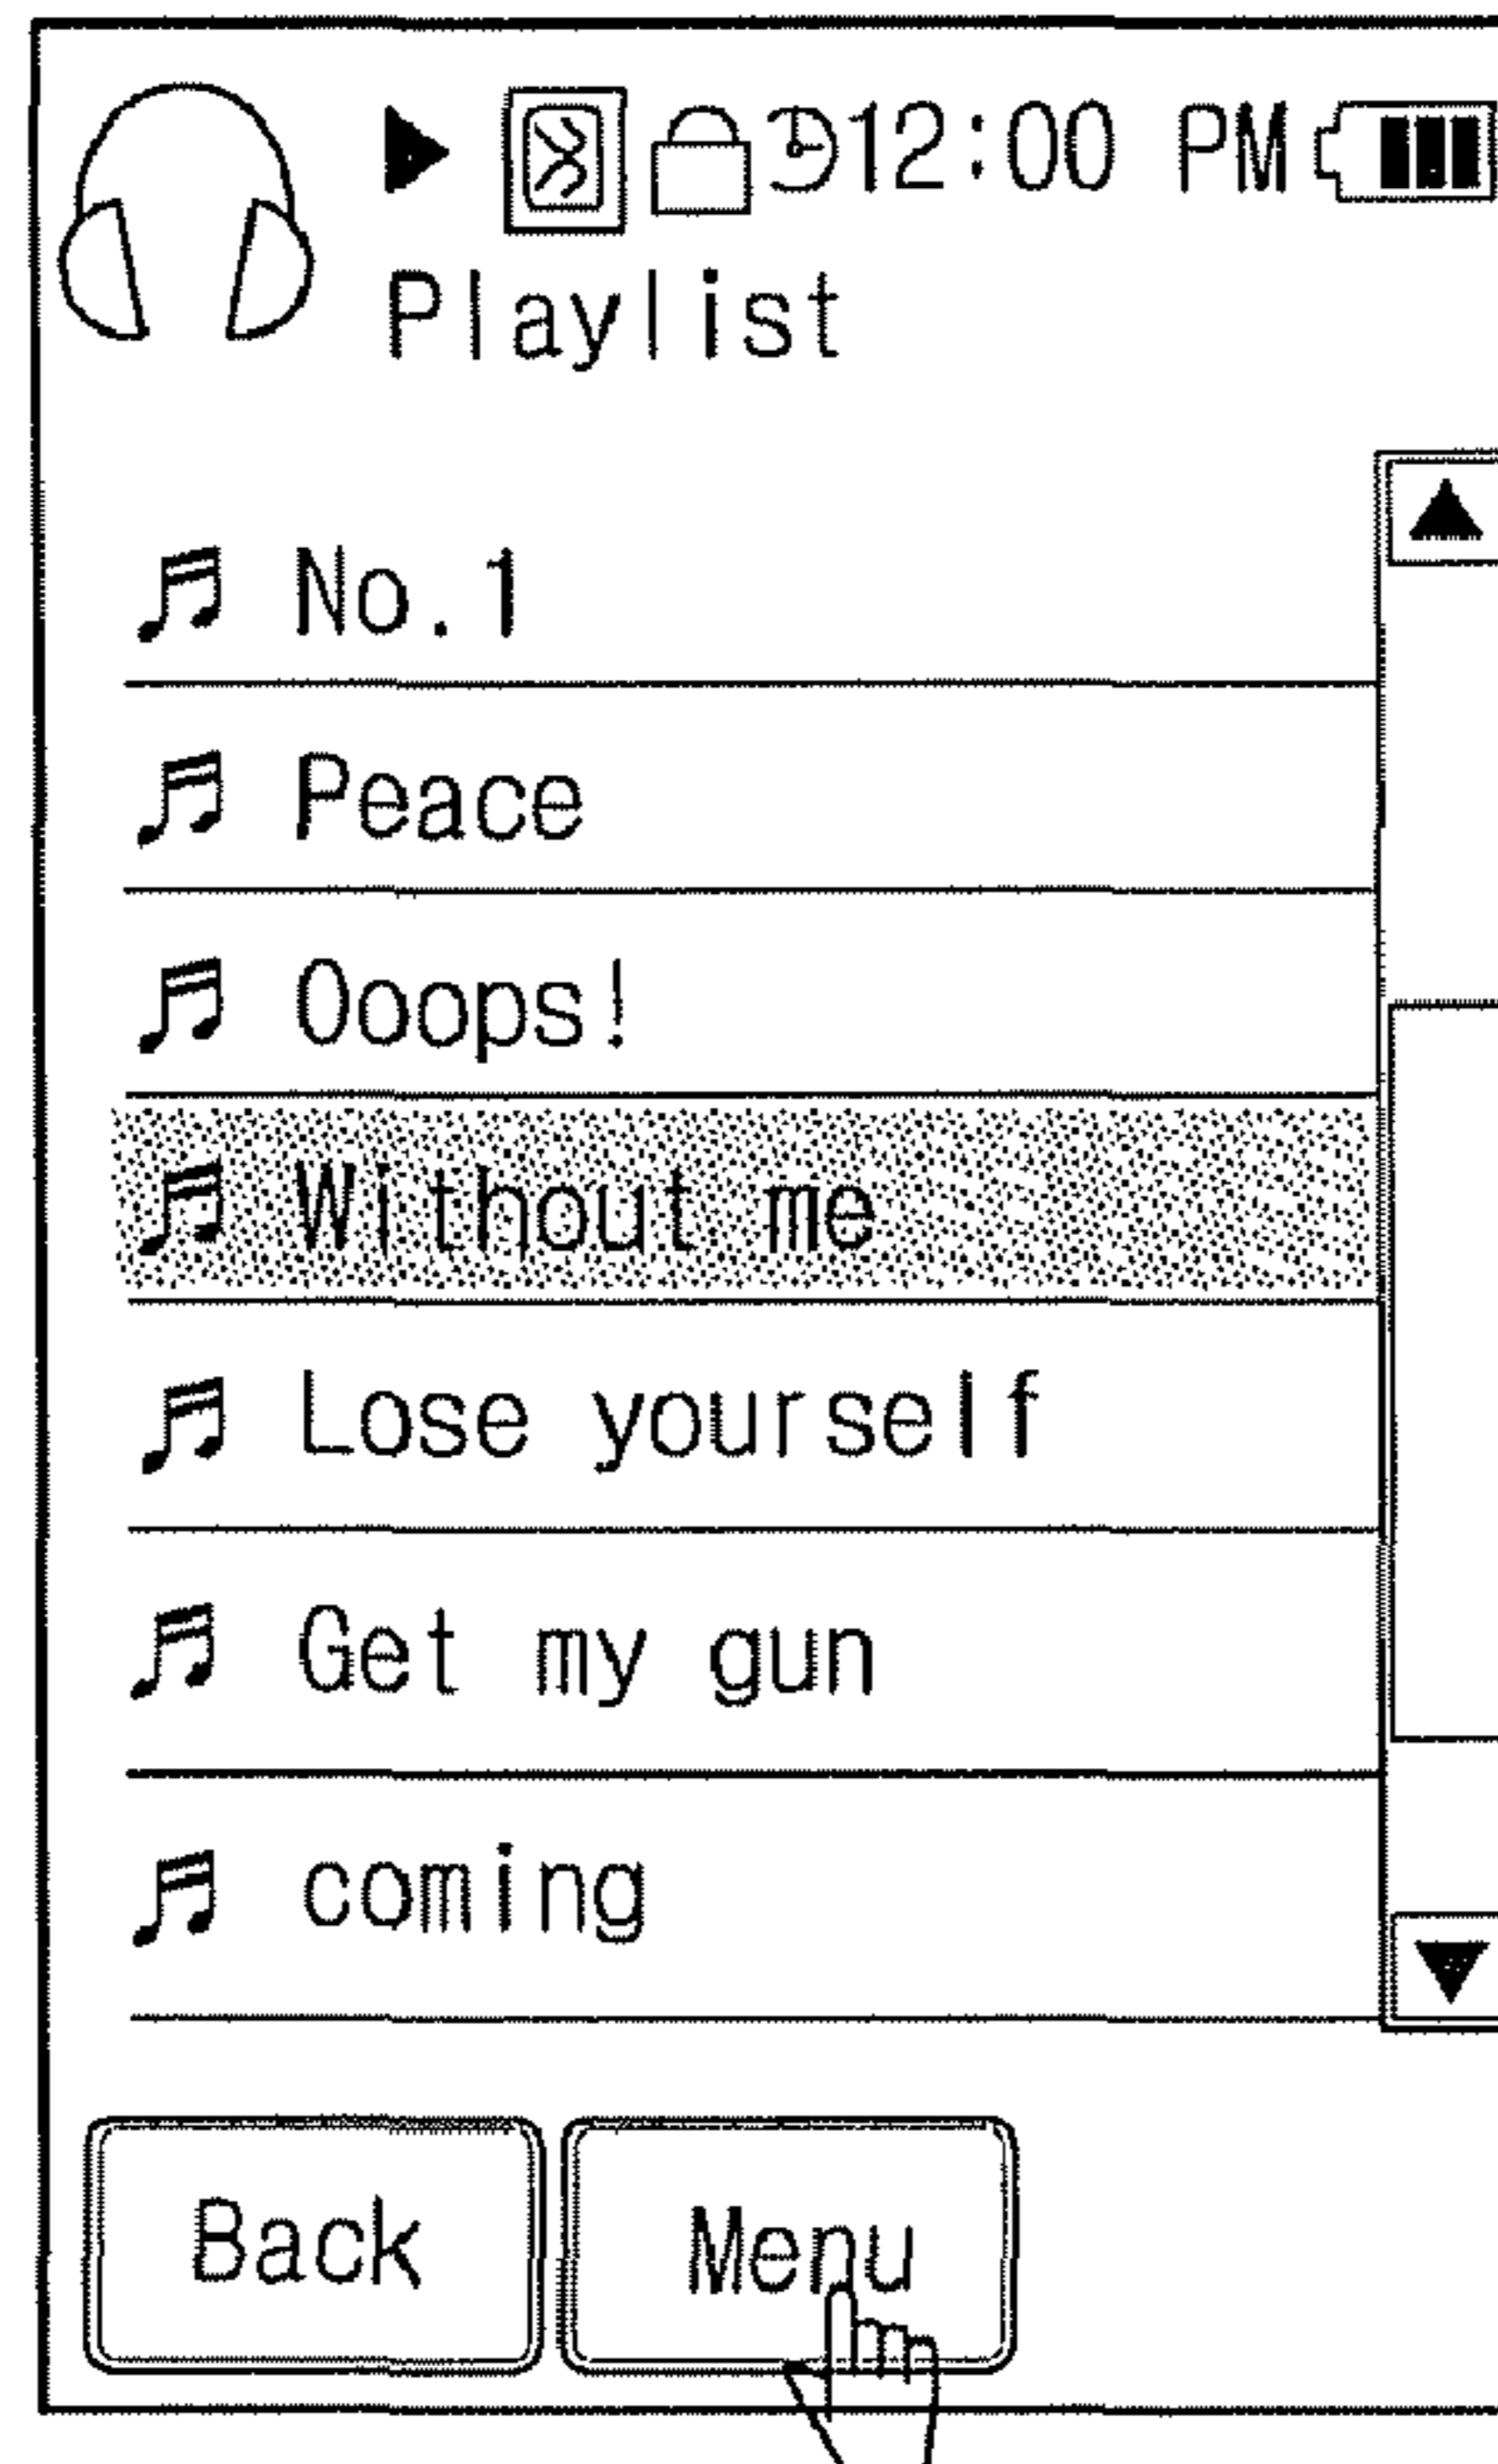 12:00 PM
Playlist
No.1
Peace
Ooops!
Without me
Lose yourself
Get my gun
coming
Back Menu